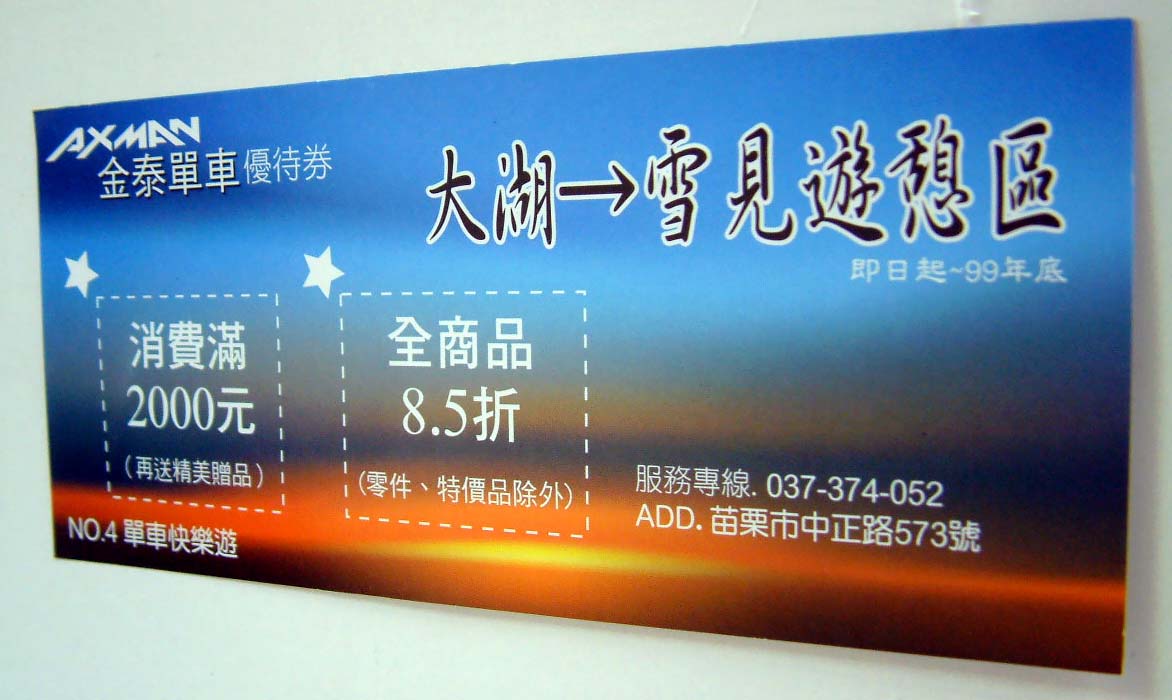 AXMAN
金泰單車優待券
大湖→雪見遊憩區
即日起~99年底
消費滿
2000元
(再送精美贈品)
全商品
8.5折
(零件、特價品除外)
服務專線. 037-374-052
ADD. 苗栗市中正路573號
NO.4 單車快樂遊